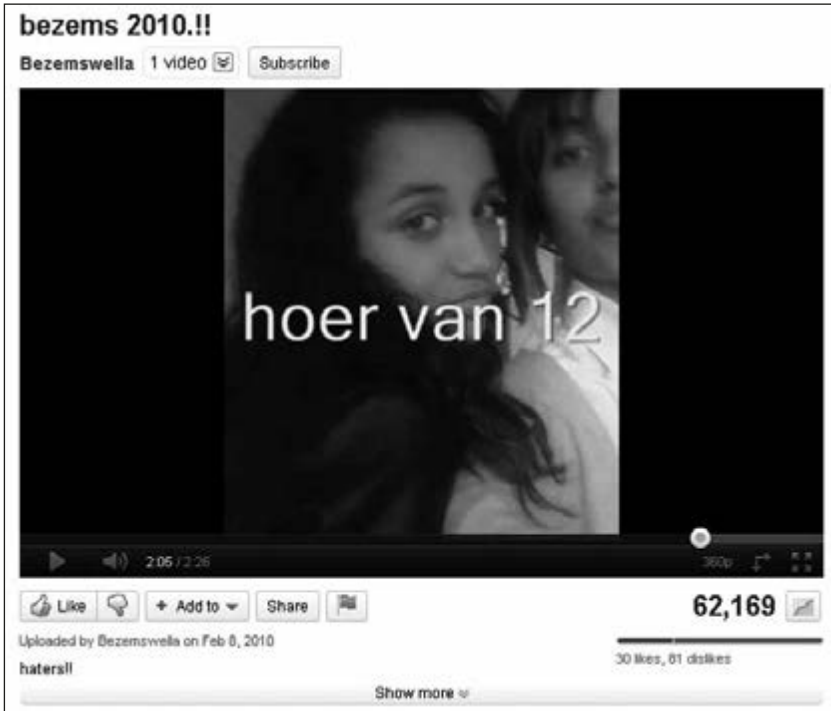 bezems 2010.!!
Bezemswella 1 video Subscribe
hoer van 12
2:05 / 2:26 360p
Like + Add to Share 62,169
Uploaded by Bezemswella on Feb 8, 2010
30 likes, 81 dislikes
haters!!
Show more